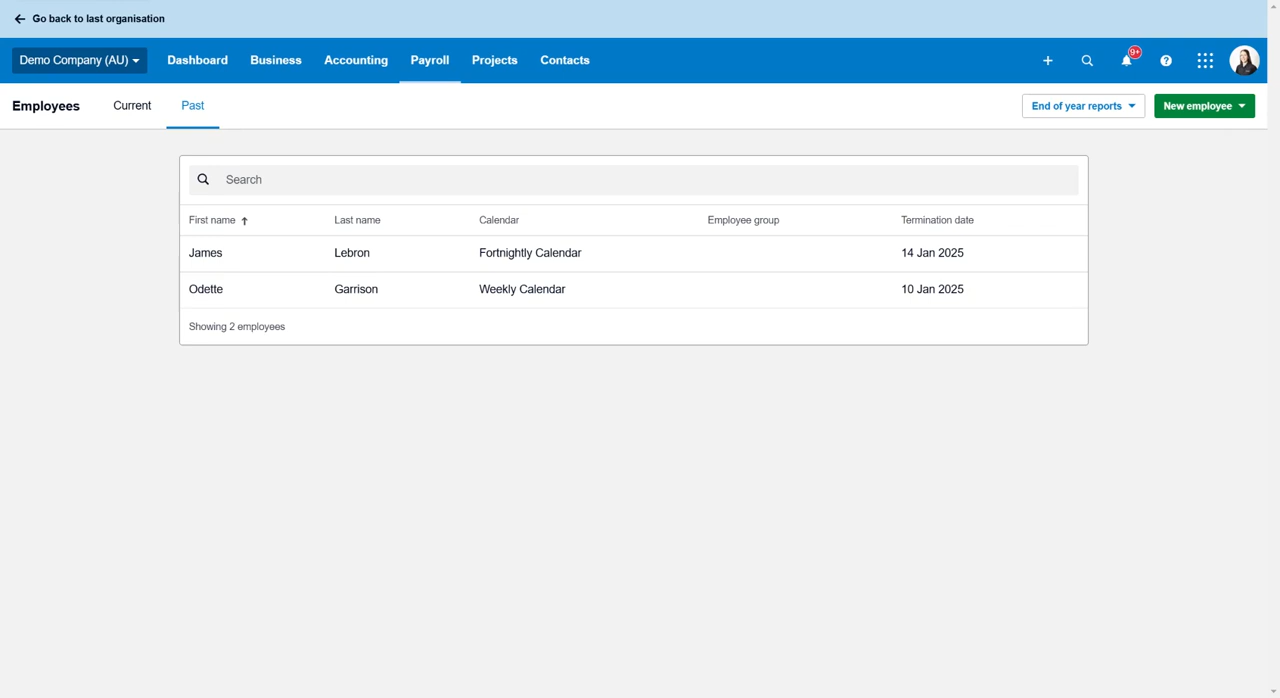 Go back to last organisation
Demo Company (AU) Dashboard Business Accounting Payroll Projects Contacts 9+
Employees Current Past End of year reports New employee
Search
First name Last name Calendar Employee group Termination date
James Lebron Fortnightly Calendar 14 Jan 2025
Odette Garrison Weekly Calendar 10 Jan 2025
Showing 2 employees